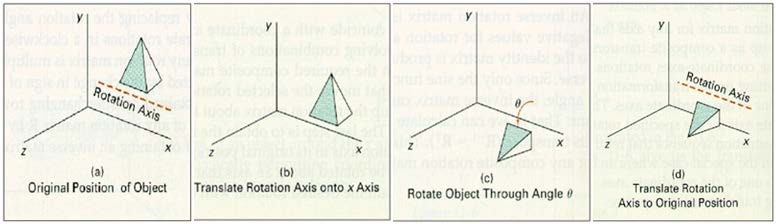 y
Rotation Axis
z
x
(a)
Original Position of Object
y
z
x
(b)
Translate Rotation Axis onto x Axis
y
θ
z
x
(c)
Rotate Object Through Angle θ
y
Rotation Axis
z
x
(d)
Translate Rotation
Axis to Original Position